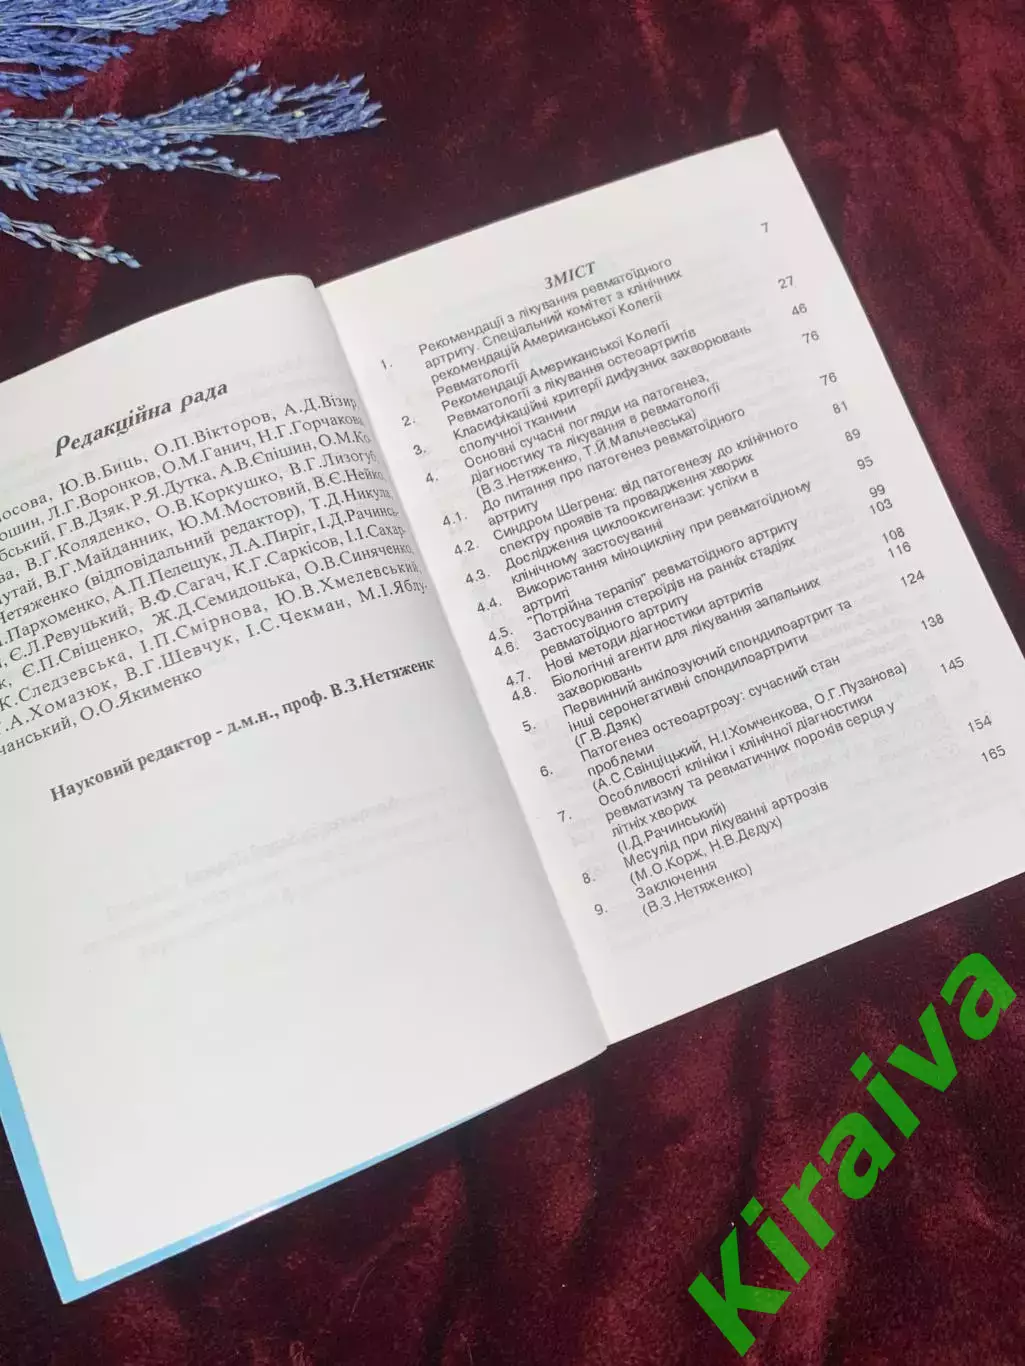 Редакційна рада
осова, Ю.В.Биць, О.П.Вікторов, А.Д.Візир
ошин, Л.Г.Воронков, О.М.Ганич, Н.Г.Горчакова
бський, Г.В.Дзяк, Р.Я.Дутка, А.В.Єпішин, О.М.Ко
ва, В.Г.Коляденко, О.В.Коркушко, В.Г.Лизогуб
утай, В.Г.Майданник, Ю.М.Мостовий, В.Є.Нейко,
Нетяженко (відповідальний редактор), Т.Д.Никула,
.Пархоменко, А.П.Пелещук, Л.А.Пиріг, І.Д.Рачинсь-
, Є.Л.Ревуцький, В.Ф.Сагач, К.Г.Саркісов, І.І.Сахар-
к, Є.П.Свіщенко, Ж.Д.Семидоцька, О.В.Синяченко,
К.Следзевська, І.П.Смірнова, Ю.В.Хмелевський,
.А.Хомазюк, В.Г.Шевчук, І.С.Чекман, М.І.Яблу-
чанський, О.О.Якименко
Науковий редактор - д.м.н., проф. В.З.Нетяженк
ЗМІСТ
1. Рекомендації з лікування ревматоїдного 7
артриту. Спеціальний комітет з клінічних
рекомендацій Американської Колегії
Ревматології
2. Рекомендації Американської Колегії 27
Ревматології з лікування остеоартритів
3. Класифікаційні критерії дифузних захворювань 46
сполучної тканини
4. Основні сучасні погляди на патогенез, 76
діагностику та лікування в ревматології
(В.З.Нетяженко, Т.Й.Мальчевська)
4.1. До питання про патогенез ревматоїдного 76
артриту
4.2. Синдром Шегрена: від патогенезу до клінічного 81
спектру проявів та провадження хворих
4.3. Дослідження циклооксигенази: успіхи в 89
клінічному застосуванні
4.4. Використання міноцикліну при ревматоїдному 95
артриті
4.5. "Потрійна терапія" ревматоїдного артриту 99
4.6. Застосування стероїдів на ранніх стадіях 103
ревматоїдного артриту
4.7. Нові методи діагностики артритів 108
4.8. Біологічні агенти для лікування запальних 116
захворювань
5. Первинний анкілозуючий спондилоартрит та 124
інші серонегативні спондилоартрити
(Г.В.Дзяк)
6. Патогенез остеоартрозу: сучасний стан 138
проблеми
(А.С.Свінціцький, Н.І.Хомченкова, О.Г.Пузанова)
7. Особливості клініки і клінічної діагностики 145
ревматизму та ревматичних пороків серця у
літніх хворих
(І.Д.Рачинський)
8. Месулід при лікуванні артрозів 154
(М.О.Корж, Н.В.Дєдух)
9. Заключення 165
(В.З.Нетяженко)
Kiraiva